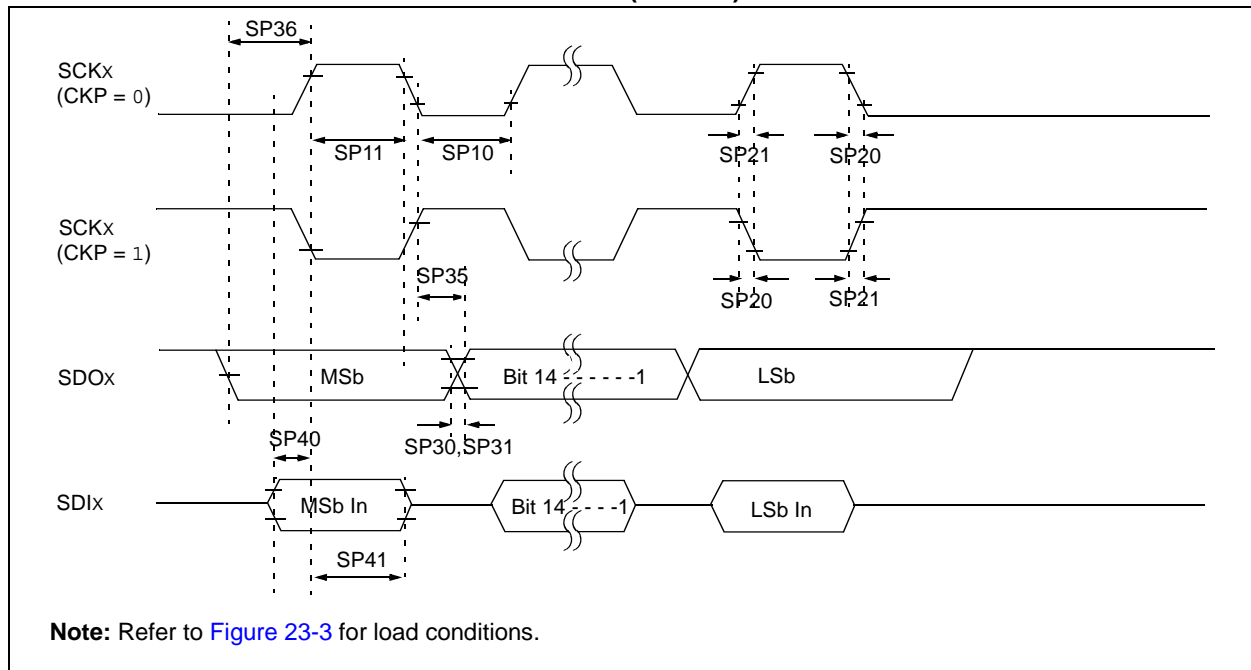 SP36
SCKx
(CKP = 0)
SP11
SP10
SP21
SP20
SCKx
(CKP = 1)
SP35
SP20
SP21
SDOx
MSb
Bit 14 - - - - - -1
LSb
SP40
SP30,SP31
SDIx
MSb In
Bit 14 - - - -1
LSb In
SP41
Note: Refer to Figure 23-3 for load conditions.